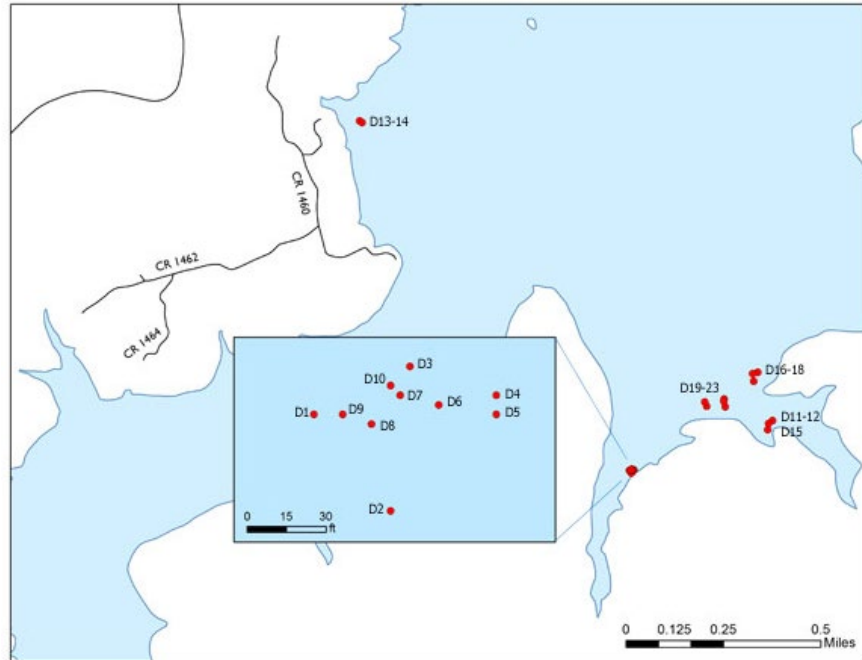 D13-14
CR 1460
CR 1462
CR 1464
D3
D10
D7
D4
D6
D1
D9
D5
D8
D2
0 15 30
ft
D16-18
D19-23
D11-12
D15
0 0.125 0.25 0.5
Miles